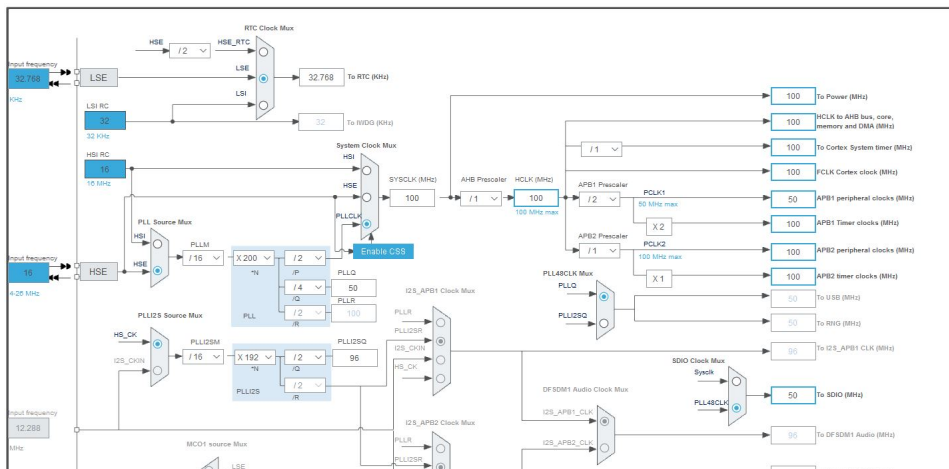 RTC Clock Mux
HSE
/ 2
HSE_RTC
Input frequency
32.768
KHz
LSE
LSE
32.768
To RTC (KHz)
LSI
LSI RC
32
32 KHz
32
To IWDG (KHz)
HSI RC
16
16 MHz
System Clock Mux
HSI
HSE
PLLCLK
SYSCLK (MHz)
100
AHB Prescaler
/ 1
HCLK (MHz)
100
100 MHz max
Enable CSS
100
To Power (MHz)
100
HCLK to AHB bus, core,
memory and DMA (MHz)
/ 1
100
To Cortex System timer (MHz)
100
FCLK Cortex clock (MHz)
APB1 Prescaler
/ 2
PCLK1
50 MHz max
50
APB1 peripheral clocks (MHz)
X 2
100
APB1 Timer clocks (MHz)
APB2 Prescaler
/ 1
PCLK2
100 MHz max
100
APB2 peripheral clocks (MHz)
X 1
100
APB2 timer clocks (MHz)
PLL Source Mux
HSI
HSE
PLLM
/ 16
X 200
*N
/ 2
/P
/ 4
/Q
/ 2
/R
PLL
PLLQ
50
PLLR
100
Input frequency
16
4-26 MHz
HSE
PLL48CLK Mux
PLLQ
PLLI2SQ
50
To USB (MHz)
50
To RNG (MHz)
PLLI2S Source Mux
HS_CK
I2S_CKIN
PLLI2SM
/ 16
X 192
*N
/ 2
/Q
/ 2
/R
PLLI2S
PLLI2SQ
96
I2S_APB1 Clock Mux
PLLR
PLLI2SR
I2S_CKIN
HS_CK
96
To I2S_APB1 CLK (MHz)
SDIO Clock Mux
Sysclk
PLL48CLK
50
To SDIO (MHz)
DFSDM1 Audio Clock Mux
I2S_APB1_CLK
I2S_APB2_CLK
96
To DFSDM1 Audio (MHz)
Input frequency
12.288
MHz
I2S_APB2 Clock Mux
PLLR
PLLI2SR
MCO1 source Mux
LSE